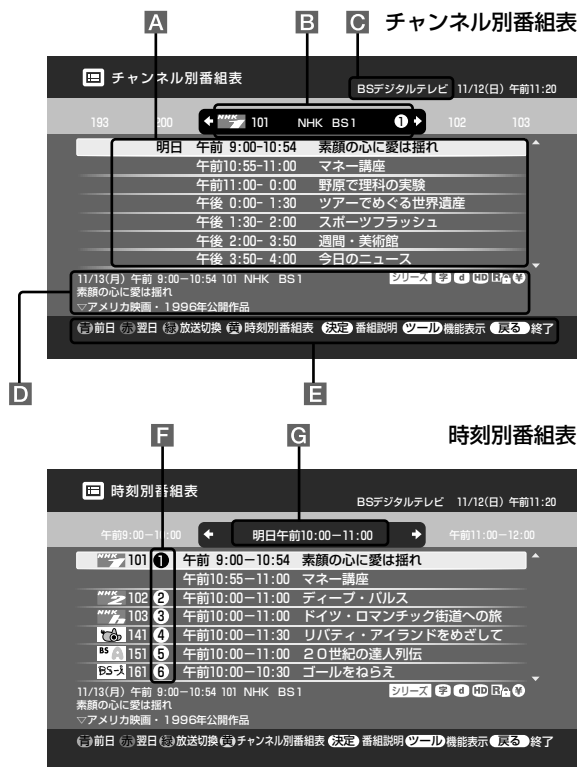 A B C チャンネル別番組表
チャンネル別番組表
BSデジタルテレビ 11/12(日) 午前11:20
193 200 NHK 101 NHK BS1 1 102 103
明日 午前 9:00-10:54 素顔の心に愛は揺れ
午前10:55-11:00 マネー講座
午前11:00- 0:00 野原で理科の実験
午後 0:00- 1:30 ツアーでめぐる世界遺産
午後 1:30- 2:00 スポーツフラッシュ
午後 2:00- 3:50 週間・美術館
午後 3:50- 4:00 今日のニュース
11/13(月) 午前 9:00-10:54 101 NHK BS1 シリーズ 字 d HD R ¥
素顔の心に愛は揺れ
▽アメリカ映画・1996年公開作品
青 前日 赤 翌日 緑 放送切換 黄 時刻別番組表 決定 番組説明 ツール 機能表示 戻る 終了
D E
F G 時刻別番組表
時刻別番組表
BSデジタルテレビ 11/12(日) 午前11:20
午前9:00-10:00 明日午前10:00-11:00 午前11:00-12:00
NHK 101 1 午前 9:00-10:54 素顔の心に愛は揺れ
午前10:55-11:00 マネー講座
NHK 2 102 2 午前10:00-11:00 ディープ・パルス
NHK 103 3 午前10:00-11:00 ドイツ・ロマンチック街道への旅
141 4 午前10:00-11:30 リバティ・アイランドをめざして
BS 151 5 午前10:00-11:00 20世紀の達人列伝
BS-i 161 6 午前10:00-10:30 ゴールをねらえ
11/13(月) 午前 9:00-10:54 101 NHK BS1 シリーズ 字 d HD R ¥
素顔の心に愛は揺れ
▽アメリカ映画・1996年公開作品
青 前日 赤 翌日 緑 放送切換 黄 チャンネル別番組表 決定 番組説明 ツール 機能表示 戻る 終了